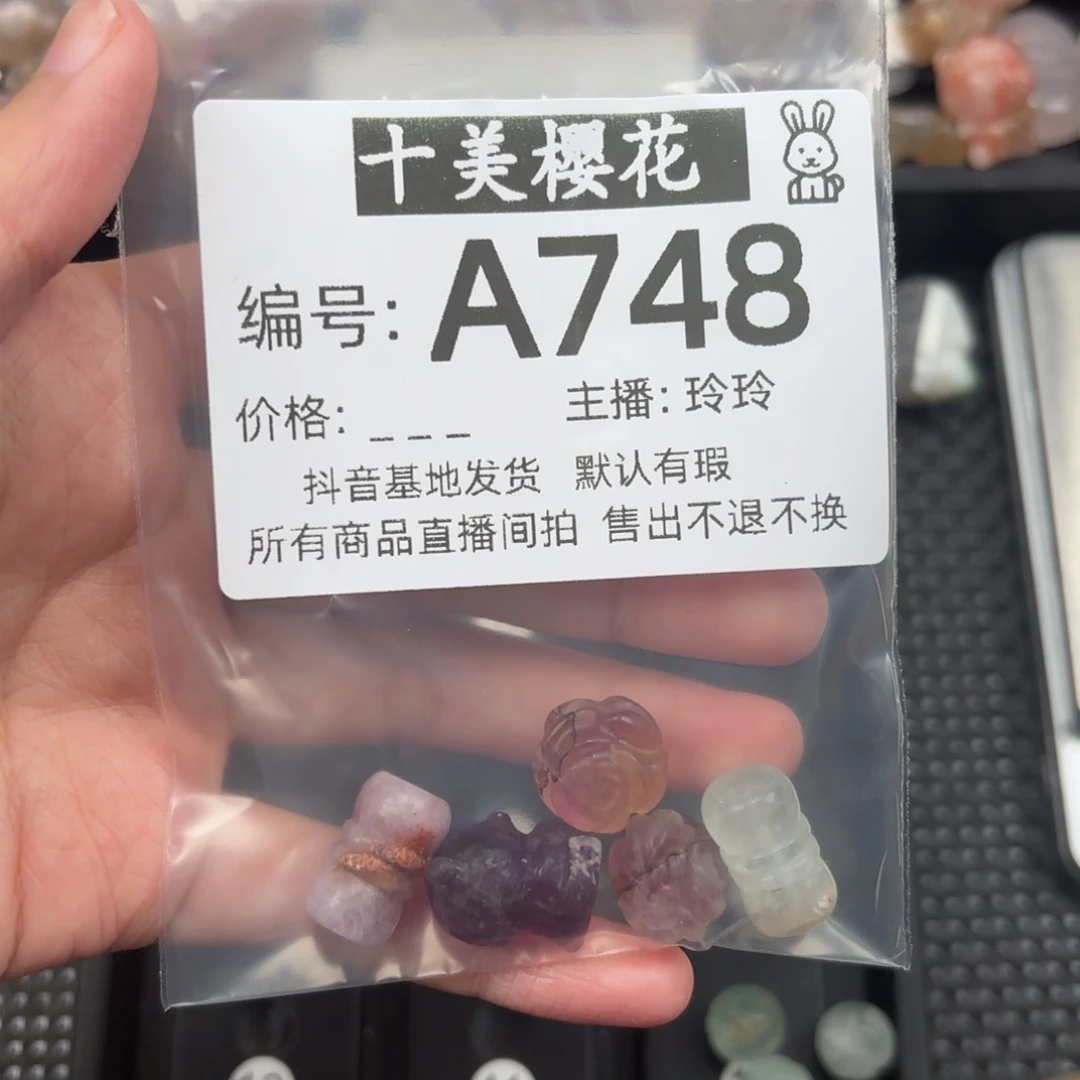 十美樱花
编号: A748
价格: _ _ _ 主播: 玲玲
抖音基地发货 默认有瑕
所有商品直播间拍 售出不退不换